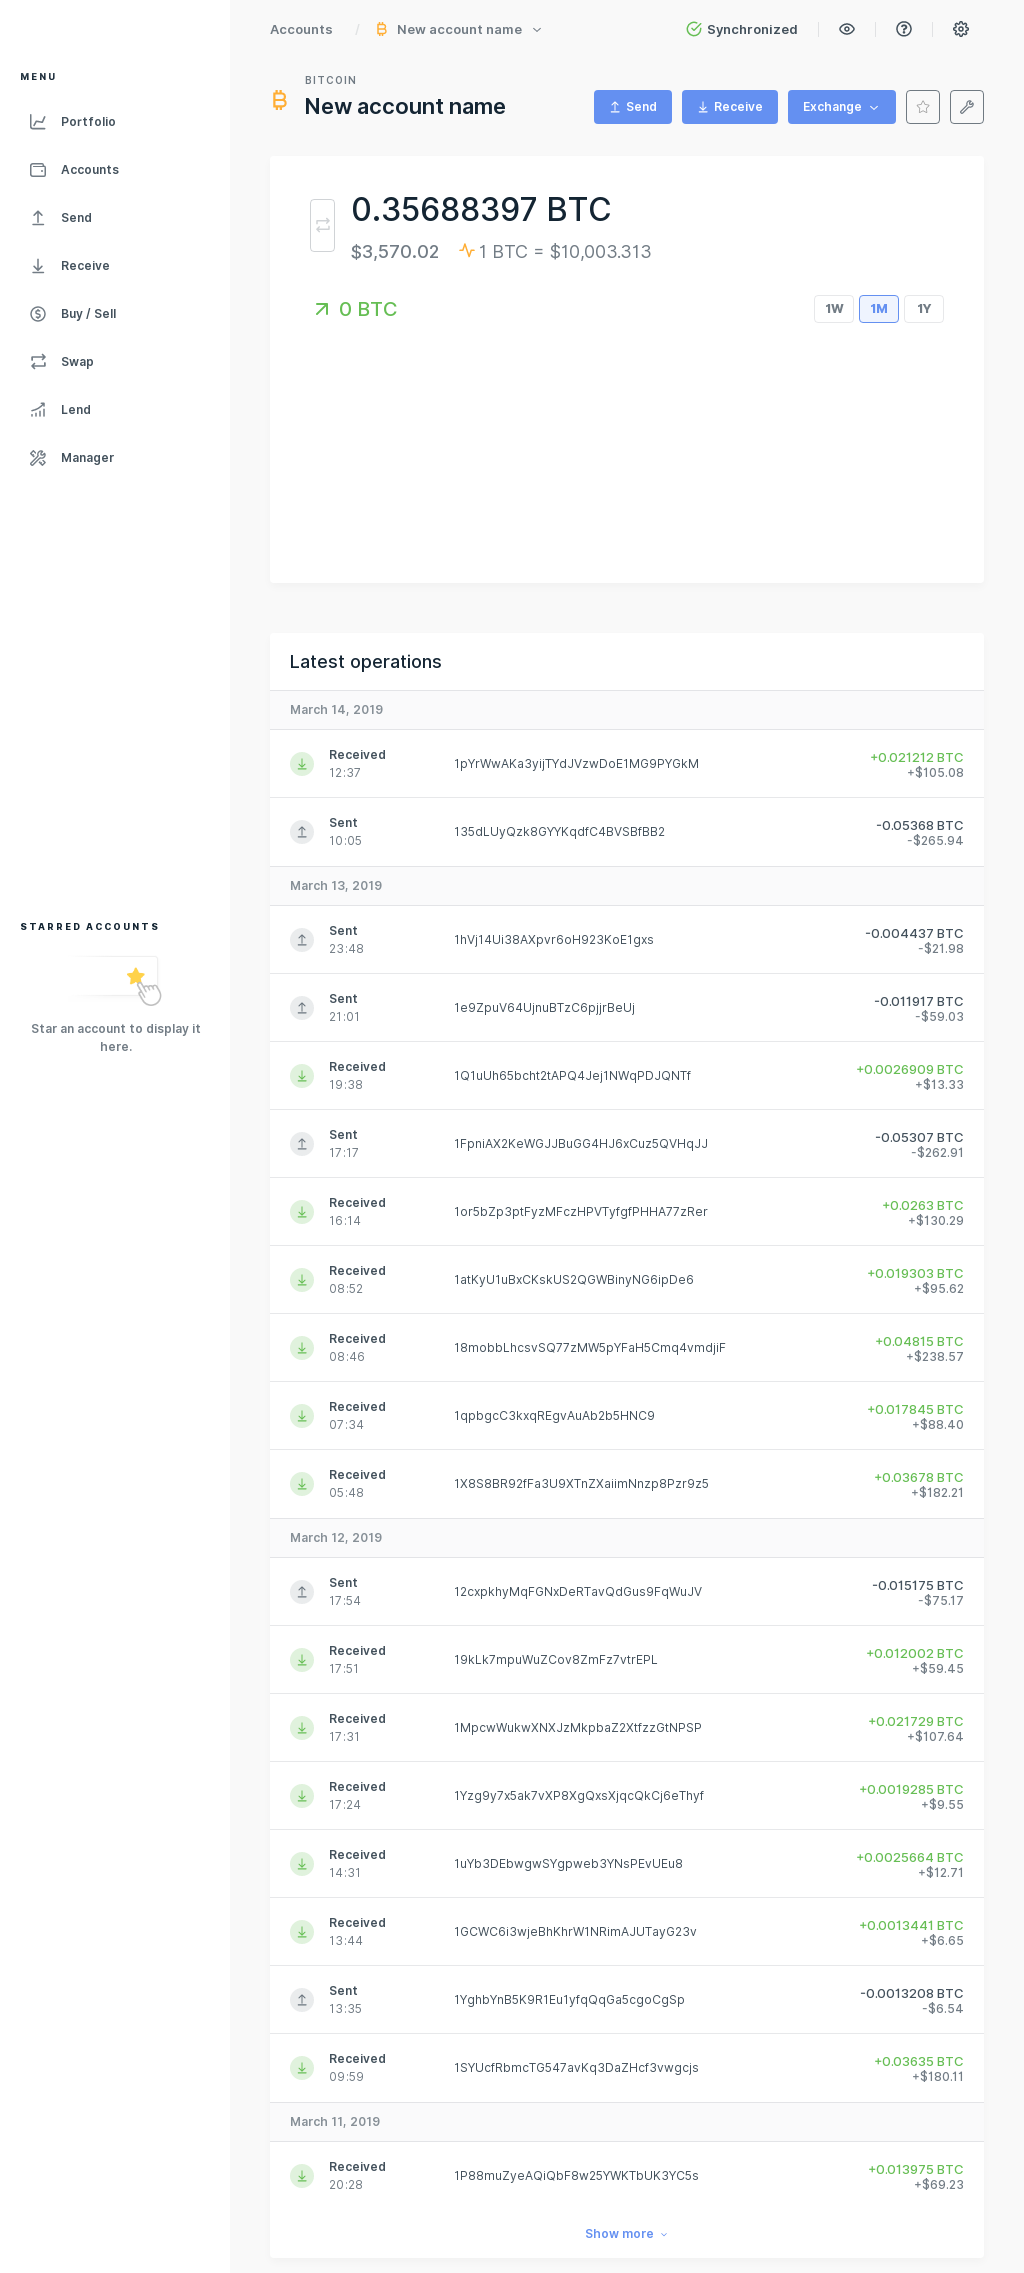 Accounts / New account name Synchronized
MENU
Portfolio
Accounts
Send
Receive
Buy / Sell
Swap
Lend
Manager
STARRED ACCOUNTS
Star an account to display it
here.
BITCOIN
New account name
Send Receive Exchange
0.35688397 BTC
$3,570.02 1 BTC = $10,003.313
0 BTC 1W 1M 1Y
Latest operations
March 14, 2019
Received
12:37
1pYrWwAKa3yijTYdJVzwDoE1MG9PYGkM
+0.021212 BTC
+$105.08
Sent
10:05
135dLUyQzk8GYYKqdfC4BVSBfBB2
-0.05368 BTC
-$265.94
March 13, 2019
Sent
23:48
1hVj14Ui38AXpvr6oH923KoE1gxs
-0.004437 BTC
-$21.98
Sent
21:01
1e9ZpuV64UjnuBTzC6pjjrBeUj
-0.011917 BTC
-$59.03
Received
19:38
1Q1uUh65bcht2tAPQ4Jej1NWqPDJQNTf
+0.0026909 BTC
+$13.33
Sent
17:17
1FpniAX2KeWGJJBuGG4HJ6xCuz5QVHqJJ
-0.05307 BTC
-$262.91
Received
16:14
1or5bZp3ptFyzMFczHPVTyfgfPHHA77zRer
+0.0263 BTC
+$130.29
Received
08:52
1atKyU1uBxCKskUS2QGWBinyNG6ipDe6
+0.019303 BTC
+$95.62
Received
08:46
18mobbLhcsvSQ77zMW5pYFaH5Cmq4vmdjiF
+0.04815 BTC
+$238.57
Received
07:34
1qpbgcC3kxqREgvAuAb2b5HNC9
+0.017845 BTC
+$88.40
Received
05:48
1X8S8BR92fFa3U9XTnZXaiimNnzp8Pzr9z5
+0.03678 BTC
+$182.21
March 12, 2019
Sent
17:54
12cxpkhyMqFGNxDeRTavQdGus9FqWuJV
-0.015175 BTC
-$75.17
Received
17:51
19kLk7mpuWuZCov8ZmFz7vtrEPL
+0.012002 BTC
+$59.45
Received
17:31
1MpcwWukwXNXJzMkpbaZ2XtfzzGtNPSP
+0.021729 BTC
+$107.64
Received
17:24
1Yzg9y7x5ak7vXP8XgQxsXjqcQkCj6eThyf
+0.0019285 BTC
+$9.55
Received
14:31
1uYb3DEbwgwSYgpweb3YNsPEvUEu8
+0.0025664 BTC
+$12.71
Received
13:44
1GCWC6i3wjeBhKhrW1NRimAJUTayG23v
+0.0013441 BTC
+$6.65
Sent
13:35
1YghbYnB5K9R1Eu1yfqQqGa5cgoCgSp
-0.0013208 BTC
-$6.54
Received
09:59
1SYUcfRbmcTG547avKq3DaZHcf3vwgcjs
+0.03635 BTC
+$180.11
March 11, 2019
Received
20:28
1P88muZyeAQiQbF8w25YWKTbUK3YC5s
+0.013975 BTC
+$69.23
Show more